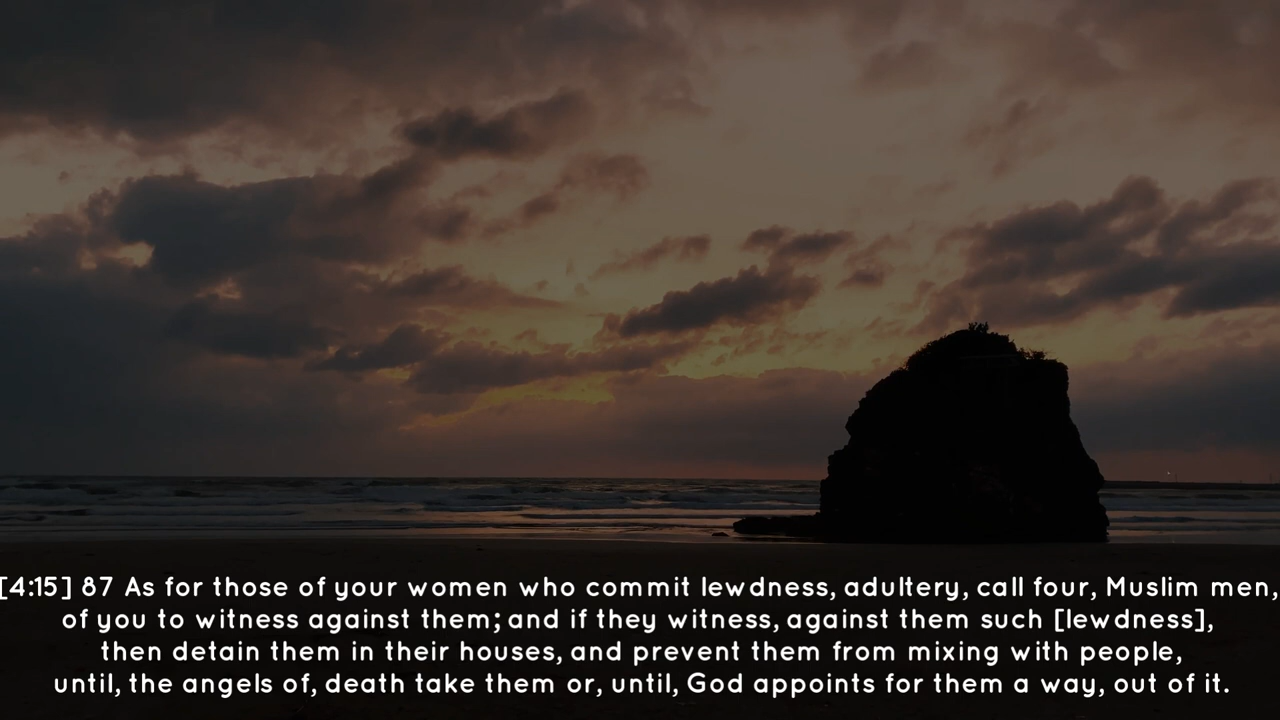 [4:15] 87 As for those of your women who commit lewdness, adultery, call four, Muslim men,
of you to witness against them; and if they witness, against them such [lewdness],
then detain them in their houses, and prevent them from mixing with people,
until, the angels of, death take them or, until, God appoints for them a way, out of it.